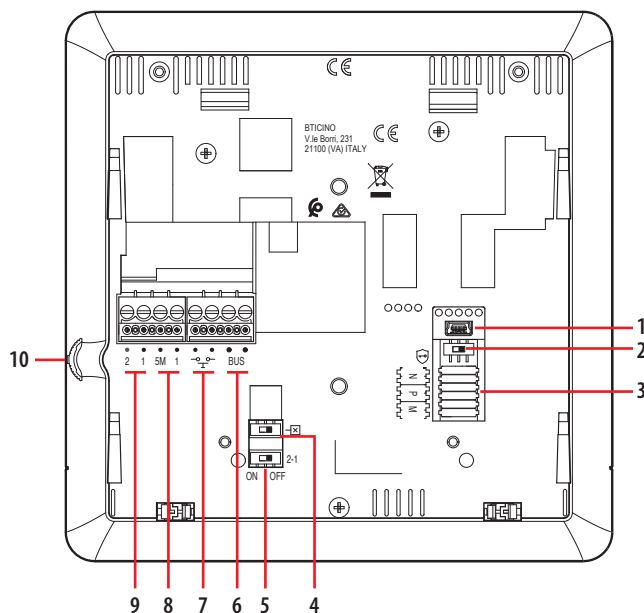 CE
BTICINO
V.le Borri, 231
21100 (VA) ITALY
CE
1
2
3
N
P
M
10
2 1 5M 1 BUS
2-1
ON OFF
9 8 7 6 5 4